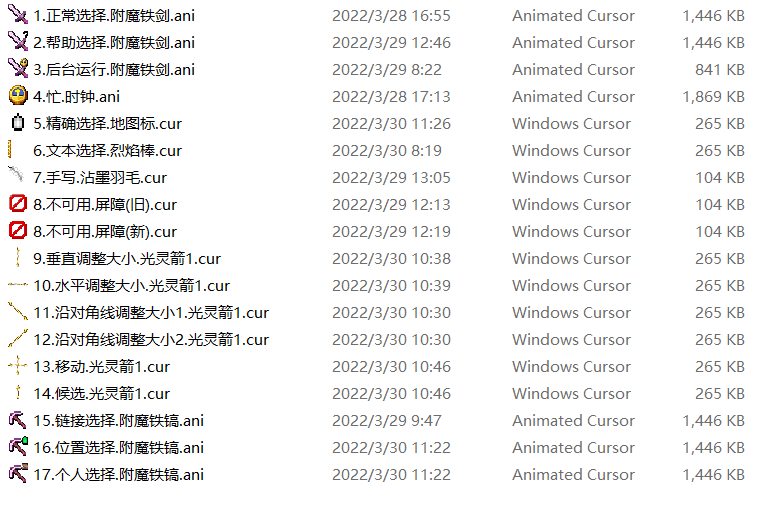 1.正常选择.附魔铁剑.ani 2022/3/28 16:55 Animated Cursor 1,446 KB
2.帮助选择.附魔铁剑.ani 2022/3/29 12:46 Animated Cursor 1,446 KB
3.后台运行.附魔铁剑.ani 2022/3/29 8:22 Animated Cursor 841 KB
4.忙.时钟.ani 2022/3/28 17:13 Animated Cursor 1,869 KB
5.精确选择.地图标.cur 2022/3/30 11:26 Windows Cursor 265 KB
6.文本选择.烈焰棒.cur 2022/3/30 8:19 Windows Cursor 265 KB
7.手写.沾墨羽毛.cur 2022/3/29 13:05 Windows Cursor 104 KB
8.不可用.屏障(旧).cur 2022/3/29 12:13 Windows Cursor 104 KB
8.不可用.屏障(新).cur 2022/3/29 12:19 Windows Cursor 104 KB
9.垂直调整大小.光灵箭1.cur 2022/3/30 10:38 Windows Cursor 265 KB
10.水平调整大小.光灵箭1.cur 2022/3/30 10:39 Windows Cursor 265 KB
11.沿对角线调整大小1.光灵箭1.cur 2022/3/30 10:30 Windows Cursor 265 KB
12.沿对角线调整大小2.光灵箭1.cur 2022/3/30 10:30 Windows Cursor 265 KB
13.移动.光灵箭1.cur 2022/3/30 10:46 Windows Cursor 265 KB
14.候选.光灵箭1.cur 2022/3/30 10:46 Windows Cursor 265 KB
15.链接选择.附魔铁镐.ani 2022/3/29 9:47 Animated Cursor 1,446 KB
16.位置选择.附魔铁镐.ani 2022/3/30 11:22 Animated Cursor 1,446 KB
17.个人选择.附魔铁镐.ani 2022/3/30 11:22 Animated Cursor 1,446 KB